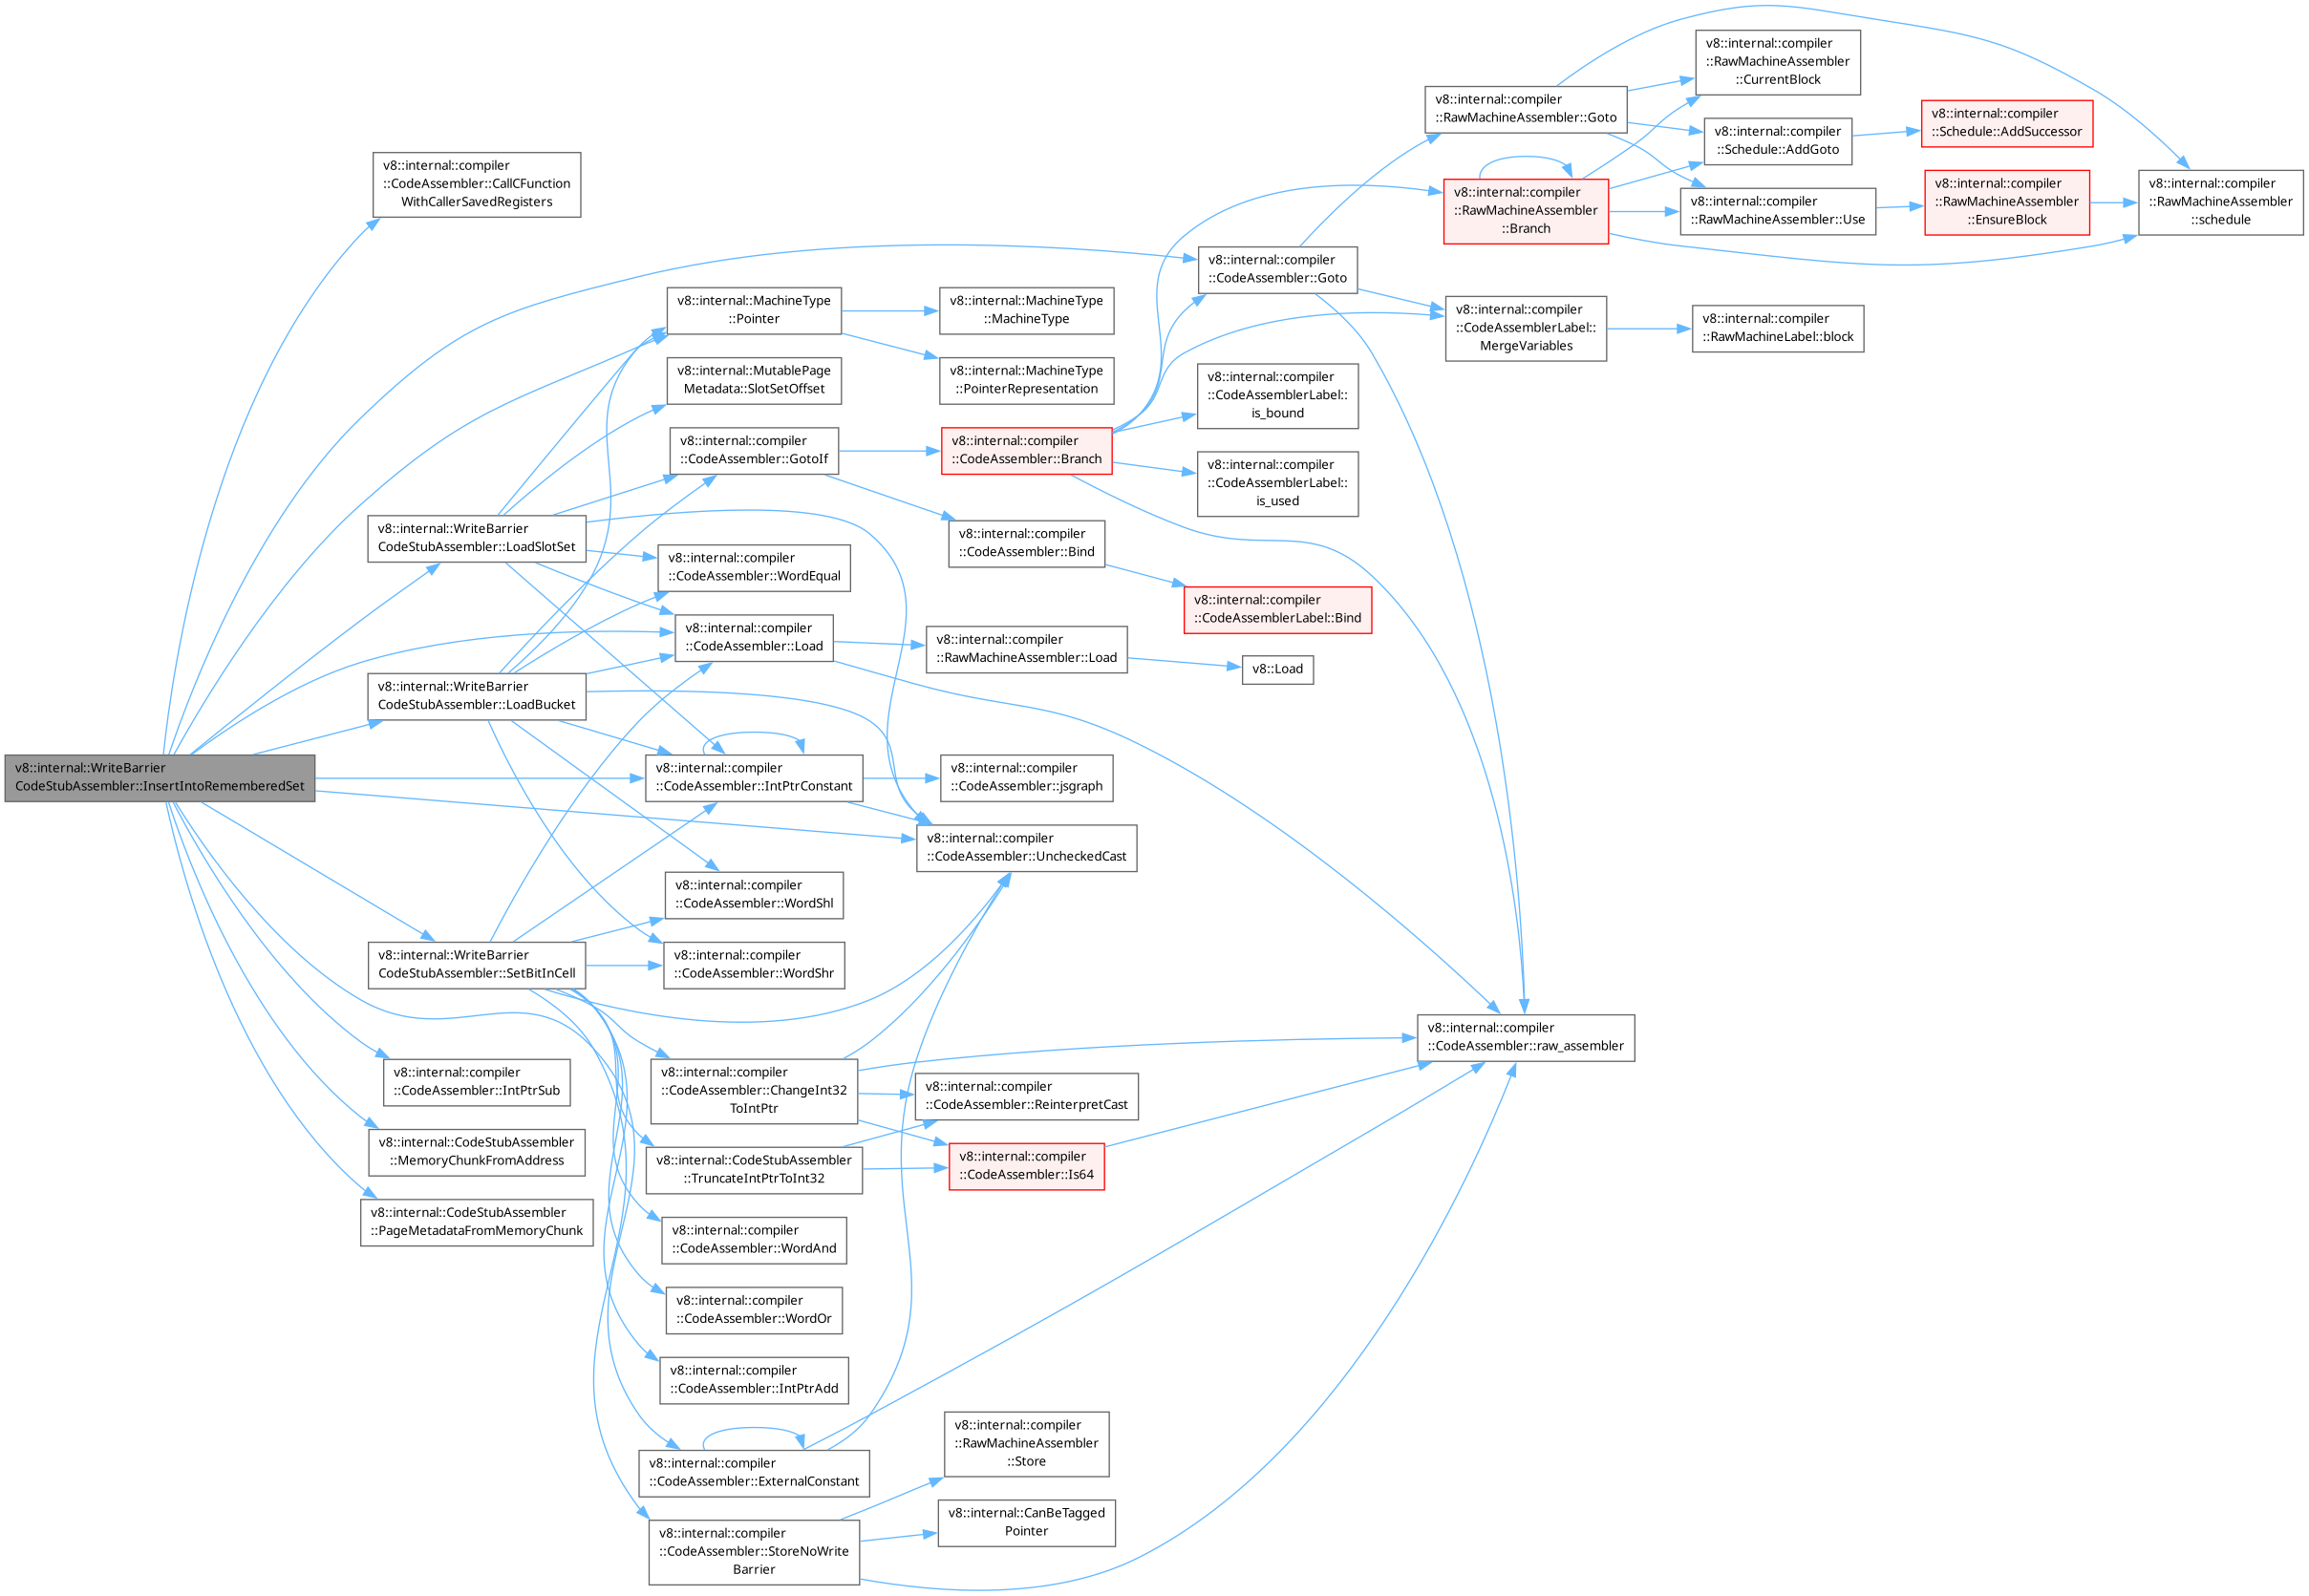 v8::internal::WriteBarrier
CodeStubAssembler::InsertIntoRememberedSet
v8::internal::compiler
::CodeAssembler::CallCFunction
WithCallerSavedRegisters
v8::internal::WriteBarrier
CodeStubAssembler::LoadSlotSet
v8::internal::WriteBarrier
CodeStubAssembler::LoadBucket
v8::internal::WriteBarrier
CodeStubAssembler::SetBitInCell
v8::internal::compiler
::CodeAssembler::IntPtrSub
v8::internal::CodeStubAssembler
::MemoryChunkFromAddress
v8::internal::CodeStubAssembler
::PageMetadataFromMemoryChunk
v8::internal::MachineType
::Pointer
v8::internal::MutablePage
Metadata::SlotSetOffset
v8::internal::compiler
::CodeAssembler::GotoIf
v8::internal::compiler
::CodeAssembler::WordEqual
v8::internal::compiler
::CodeAssembler::Load
v8::internal::compiler
::CodeAssembler::IntPtrConstant
v8::internal::compiler
::CodeAssembler::WordShl
v8::internal::compiler
::CodeAssembler::WordShr
v8::internal::compiler
::CodeAssembler::ChangeInt32
ToIntPtr
v8::internal::CodeStubAssembler
::TruncateIntPtrToInt32
v8::internal::compiler
::CodeAssembler::WordAnd
v8::internal::compiler
::CodeAssembler::WordOr
v8::internal::compiler
::CodeAssembler::IntPtrAdd
v8::internal::compiler
::CodeAssembler::ExternalConstant
v8::internal::compiler
::CodeAssembler::StoreNoWrite
Barrier
v8::internal::MachineType
::MachineType
v8::internal::MachineType
::PointerRepresentation
v8::internal::compiler
::CodeAssembler::Branch
v8::internal::compiler
::CodeAssembler::Bind
v8::internal::compiler
::RawMachineAssembler::Load
v8::internal::compiler
::CodeAssembler::jsgraph
v8::internal::compiler
::CodeAssembler::UncheckedCast
v8::internal::compiler
::CodeAssembler::ReinterpretCast
v8::internal::compiler
::CodeAssembler::Is64
v8::internal::compiler
::RawMachineAssembler
::Store
v8::internal::CanBeTagged
Pointer
v8::internal::compiler
::CodeAssembler::Goto
v8::internal::compiler
::CodeAssemblerLabel::
is_bound
v8::internal::compiler
::CodeAssemblerLabel::
is_used
v8::internal::compiler
::CodeAssemblerLabel::Bind
v8::Load
v8::internal::compiler
::RawMachineAssembler::Goto
v8::internal::compiler
::RawMachineAssembler
::Branch
v8::internal::compiler
::CodeAssemblerLabel::
MergeVariables
v8::internal::compiler
::CodeAssembler::raw_assembler
v8::internal::compiler
::RawMachineAssembler
::CurrentBlock
v8::internal::compiler
::Schedule::AddGoto
v8::internal::compiler
::RawMachineAssembler::Use
v8::internal::compiler
::RawMachineLabel::block
v8::internal::compiler
::Schedule::AddSuccessor
v8::internal::compiler
::RawMachineAssembler
::EnsureBlock
v8::internal::compiler
::RawMachineAssembler
::schedule